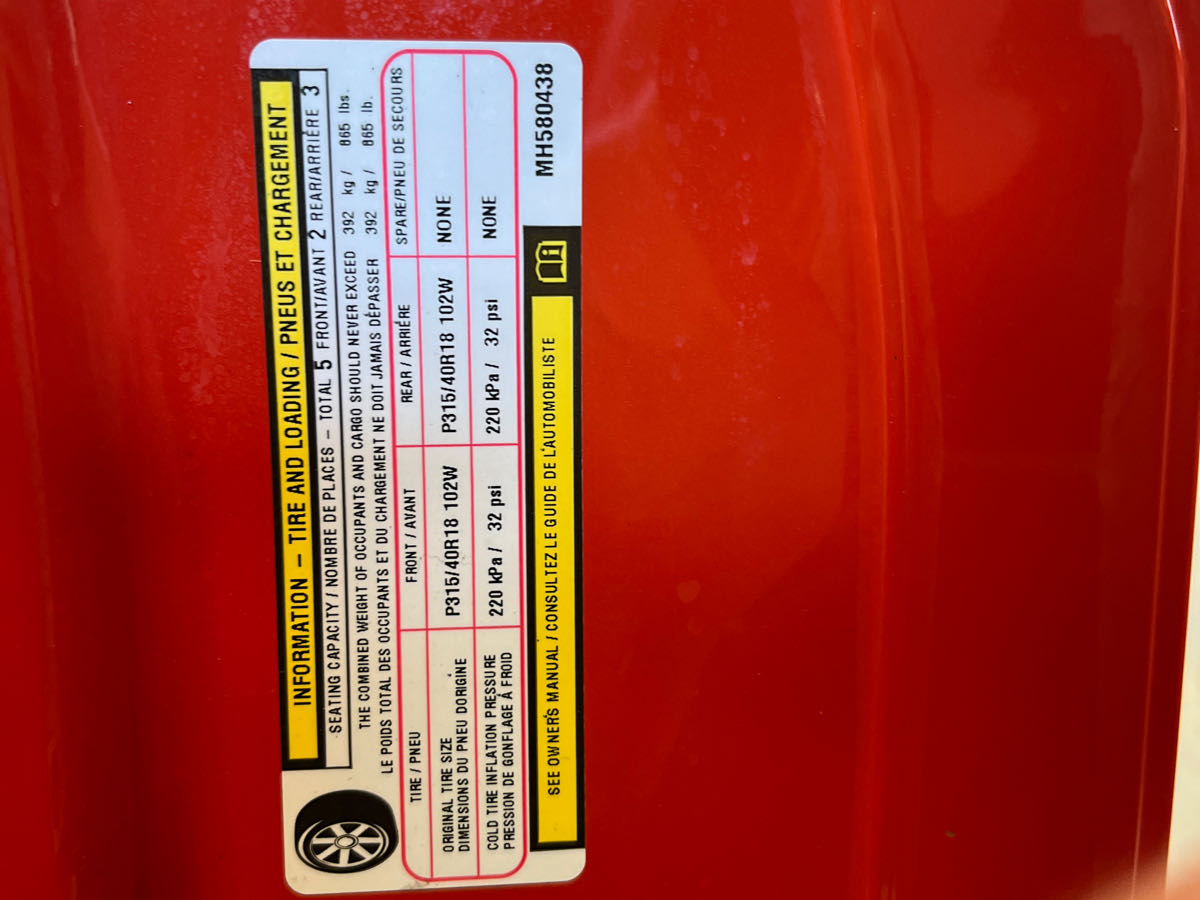 INFORMATION – TIRE AND LOADING / PNEUS ET CHARGEMENT
SEATING CAPACITY / NOMBRE DE PLACES – TOTAL 5 FRONT/AVANT 2 REAR/ARRIÈRE 3
THE COMBINED WEIGHT OF OCCUPANTS AND CARGO SHOULD NEVER EXCEED 392 kg / 865 lbs.
LE POIDS TOTAL DES OCCUPANTS ET DU CHARGEMENT NE DOIT JAMAIS DÉPASSER 392 kg / 865 lb.
TIRE / PNEU FRONT / AVANT REAR / ARRIÉRE SPARE/PNEU DE SECOURS
ORIGINAL TIRE SIZE
DIMENSIONS DU PNEU DORIGINE
P315/40R18 102W P315/40R18 102W NONE
COLD TIRE INFLATION PRESSURE
PRESSION DE GONFLAGE À FROID
220 kPa / 32 psi 220 kPa / 32 psi NONE
SEE OWNER'S MANUAL / CONSULTEZ LE GUIDE DE L'AUTOMOBILISTE
MH580438